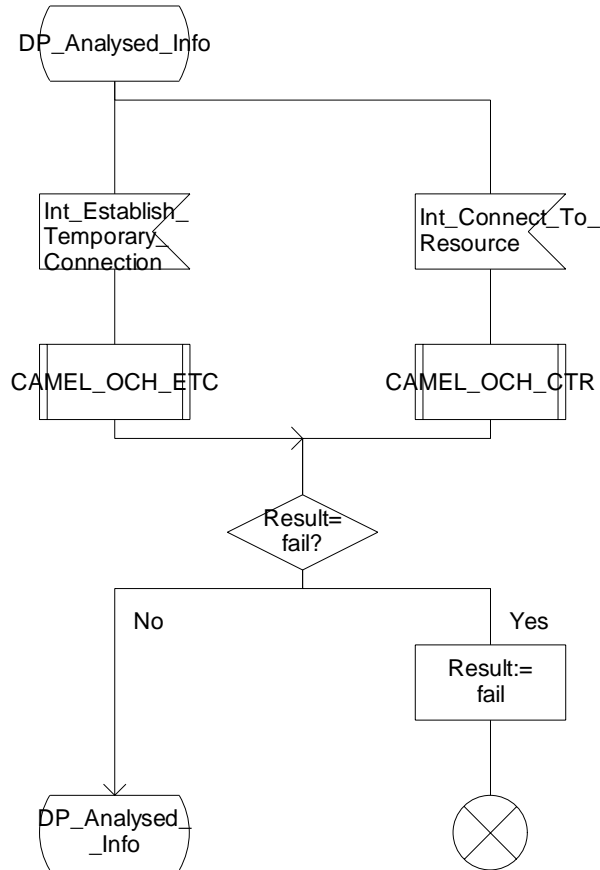 DP_Analysed_Info
Int_Establish_
Temporary_
Connection
Int_Connect_To_
Resource
CAMEL_OCH_ETC
CAMEL_OCH_CTR
Result=
fail?
No
Yes
Result:=
fail
DP_Analysed_
_Info